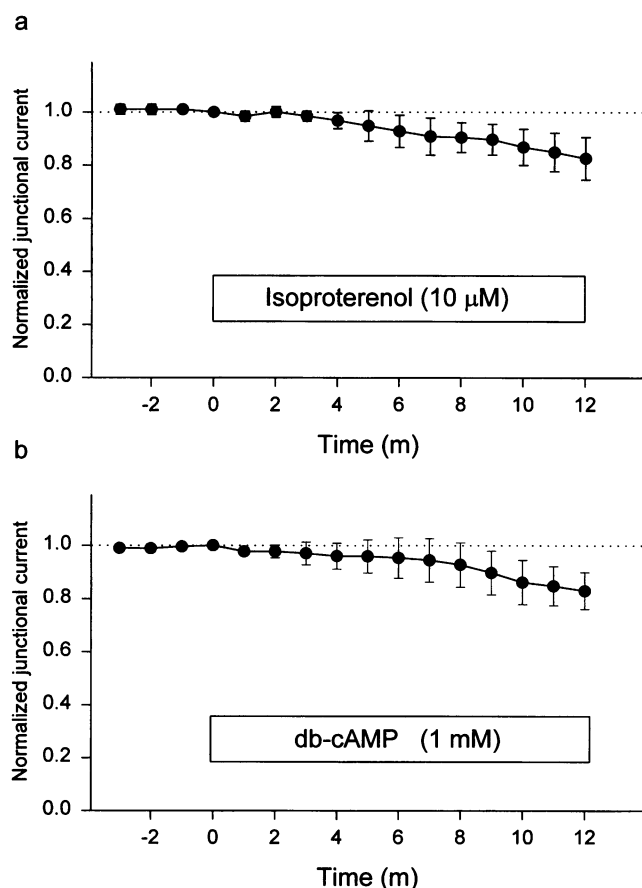 a
Normalized junctional current
1.0
0.8
0.6
0.4
0.2
0.0
Isoproterenol (10 μM)
-2 0 2 4 6 8 10 12
Time (m)
b
Normalized junctional current
1.0
0.8
0.6
0.4
0.2
0.0
db-cAMP (1 mM)
-2 0 2 4 6 8 10 12
Time (m)